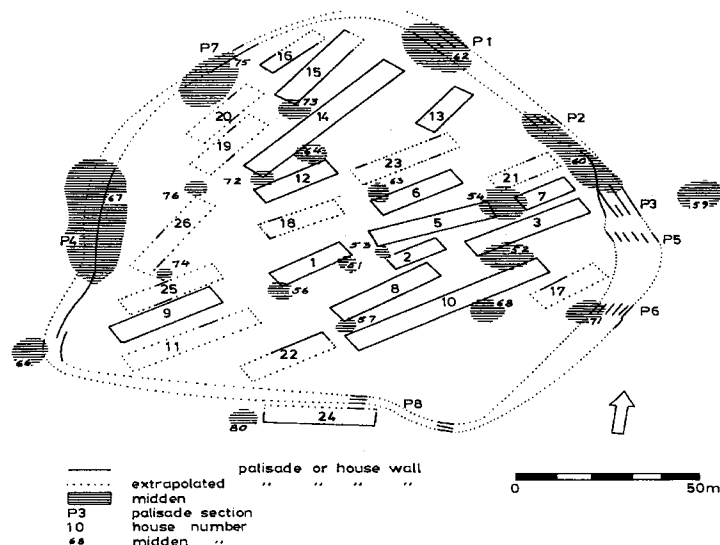 P7 16 P1
75 15 62
73
20 14 13 P2
19 64 23 60
72 12 63 21
76 6 54 7 P3 59
67 18 5 3 P5
P4 26 53 2 52
74 1 51
25 56 8 10 17
9 57 68 71 P6
66 11 22
P8
80 24
palisade or house wall
extrapolated ,, ,, ,, ,,
midden
P3 palisade section
10 house number
68 midden ,,
0 50m